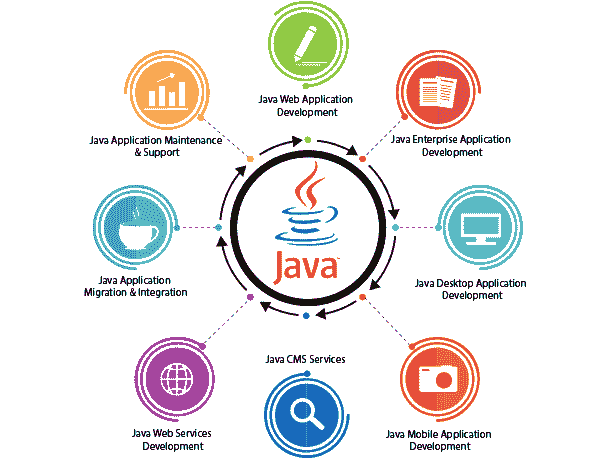 Java Web Application
Development
Java Application Maintenance
& Support
Java Enterprise Application
Development
Java™
Java Application
Migration & Integration
Java Desktop Application
Development
Java CMS Services
Java Web Services
Development
Java Mobile Application
Development